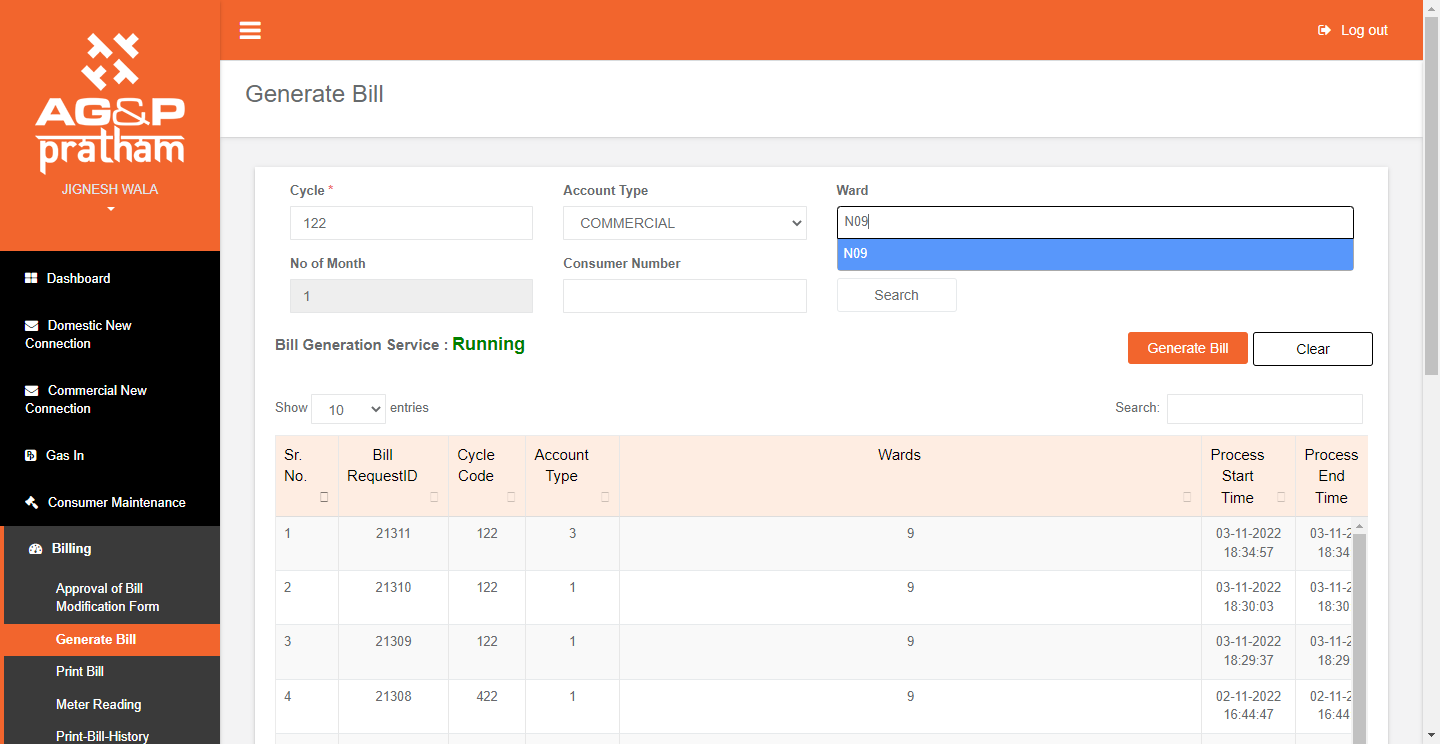 AG&P
pratham
JIGNESH WALA
Dashboard
Domestic New
Connection
Commercial New
Connection
Gas In
Consumer Maintenance
Billing
Approval of Bill
Modification Form
Generate Bill
Print Bill
Meter Reading
Print-Bill-History
Log out
Generate Bill
Cycle * Account Type Ward
122 COMMERCIAL N09
N09
No of Month Consumer Number
1 Search
Bill Generation Service : Running
Generate Bill Clear
Show 10 entries Search:
Sr. Bill Cycle Account Wards Process Process
No. RequestID Code Type Start End
Time Time
1 21311 122 3 9 03-11-2022 03-11-2
18:34:57 18:34
2 21310 122 1 9 03-11-2022 03-11-2
18:30:03 18:30
3 21309 122 1 9 03-11-2022 03-11-2
18:29:37 18:29
4 21308 422 1 9 02-11-2022 02-11-2
16:44:47 16:44